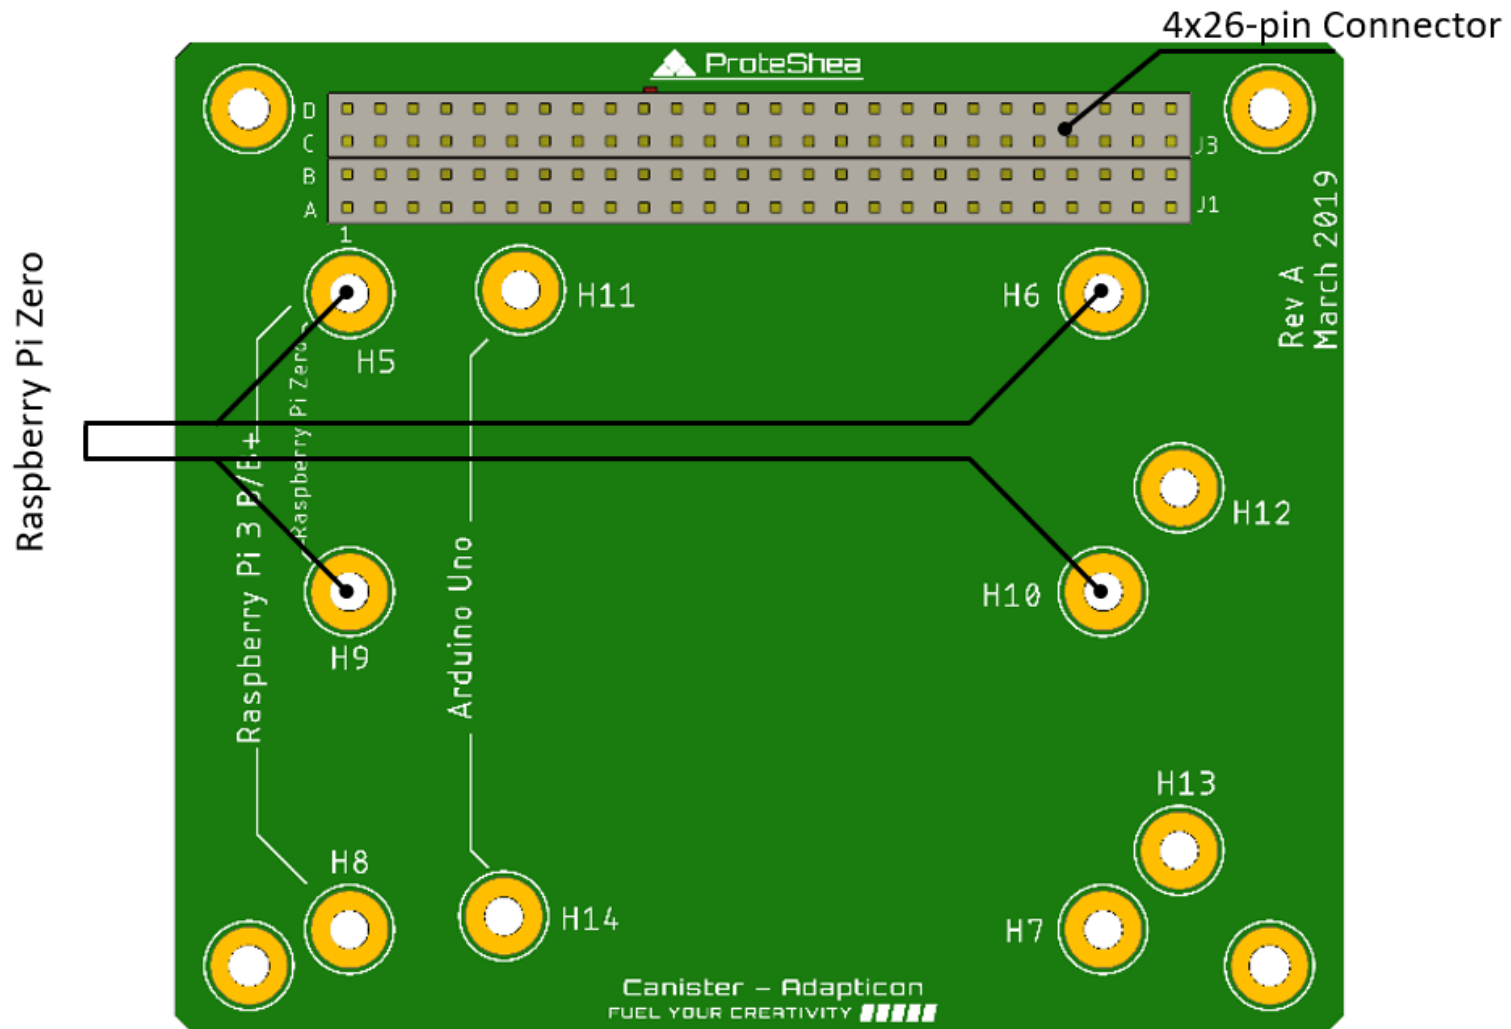 4x26-pin Connector
ProteShea
D
C
J3
B
A
J1
1
Rev A
March 2019
H5
H11
H6
Raspberry Pi Zero
Raspberry Pi 3 B/B+
Raspberry Pi Zero
Arduino Uno
H12
H9
H10
H13
H8
H14
H7
Canister – Adapticon
FUEL YOUR CREATIVITY